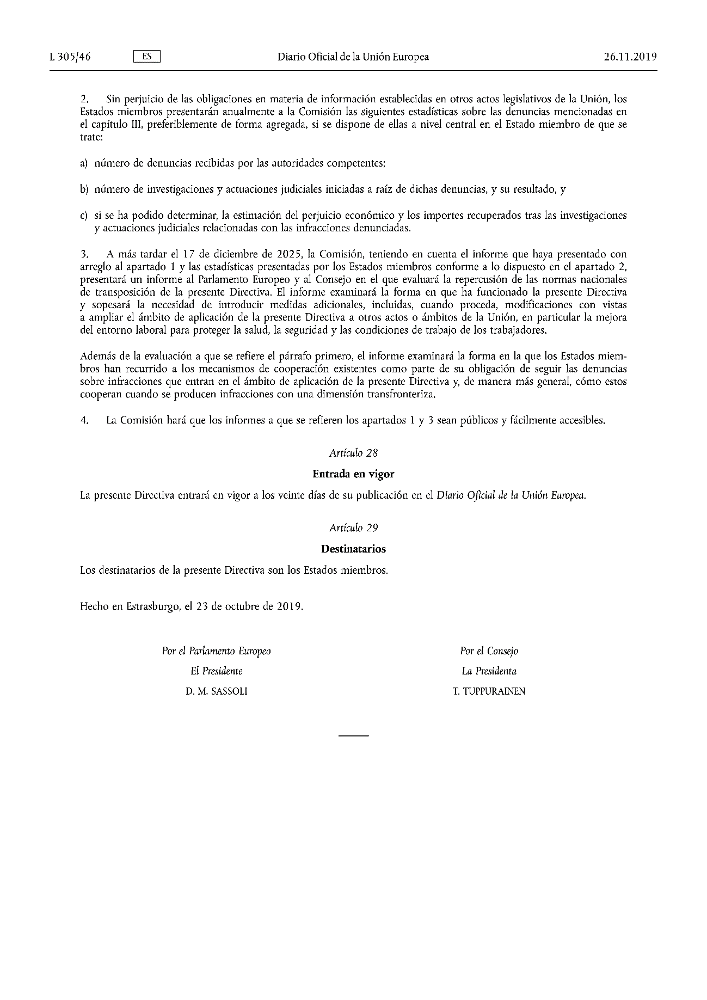 L 305/46 ES Diario Oficial de la Unión Europea 26.11.2019
2. Sin perjuicio de las obligaciones en materia de información establecidas en otros actos legislativos de la Unión, los
Estados miembros presentarán anualmente a la Comisión las siguientes estadísticas sobre las denuncias mencionadas en
el capítulo III, preferiblemente de forma agregada, si se dispone de ellas a nivel central en el Estado miembro de que se
trate:
a) número de denuncias recibidas por las autoridades competentes;
b) número de investigaciones y actuaciones judiciales iniciadas a raíz de dichas denuncias, y su resultado, y
c) si se ha podido determinar, la estimación del perjuicio económico y los importes recuperados tras las investigaciones
y actuaciones judiciales relacionadas con las infracciones denunciadas.
3. A más tardar el 17 de diciembre de 2025, la Comisión, teniendo en cuenta el informe que haya presentado con
arreglo al apartado 1 y las estadísticas presentadas por los Estados miembros conforme a lo dispuesto en el apartado 2,
presentará un informe al Parlamento Europeo y al Consejo en el que evaluará la repercusión de las normas nacionales
de transposición de la presente Directiva. El informe examinará la forma en que ha funcionado la presente Directiva
y sopesará la necesidad de introducir medidas adicionales, incluidas, cuando proceda, modificaciones con vistas
a ampliar el ámbito de aplicación de la presente Directiva a otros actos o ámbitos de la Unión, en particular la mejora
del entorno laboral para proteger la salud, la seguridad y las condiciones de trabajo de los trabajadores.
Además de la evaluación a que se refiere el párrafo primero, el informe examinará la forma en la que los Estados miem-
bros han recurrido a los mecanismos de cooperación existentes como parte de su obligación de seguir las denuncias
sobre infracciones que entran en el ámbito de aplicación de la presente Directiva y, de manera más general, cómo estos
cooperan cuando se producen infracciones con una dimensión transfronteriza.
4. La Comisión hará que los informes a que se refieren los apartados 1 y 3 sean públicos y fácilmente accesibles.
Artículo 28
Entrada en vigor
La presente Directiva entrará en vigor a los veinte días de su publicación en el Diario Oficial de la Unión Europea.
Artículo 29
Destinatarios
Los destinatarios de la presente Directiva son los Estados miembros.
Hecho en Estrasburgo, el 23 de octubre de 2019.
Por el Parlamento Europeo
El Presidente
D. M. SASSOLI
Por el Consejo
La Presidenta
T. TUPPURAINEN